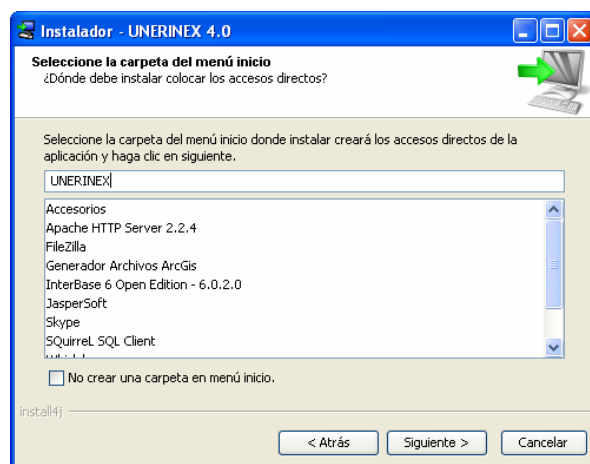 Instalador - UNERINEX 4.0
Seleccione la carpeta del menú inicio
¿Dónde debe instalar colocar los accesos directos?
Seleccione la carpeta del menú inicio donde instalar creará los accesos directos de la
aplicación y haga clic en siguiente.
UNERINEX
Accesorios
Apache HTTP Server 2.2.4
FileZilla
Generador Archivos ArcGis
InterBase 6 Open Edition - 6.0.2.0
JasperSoft
Skype
SQuirreL SQL Client
No crear una carpeta en menú inicio.
install4j
< Atrás
Siguiente >
Cancelar